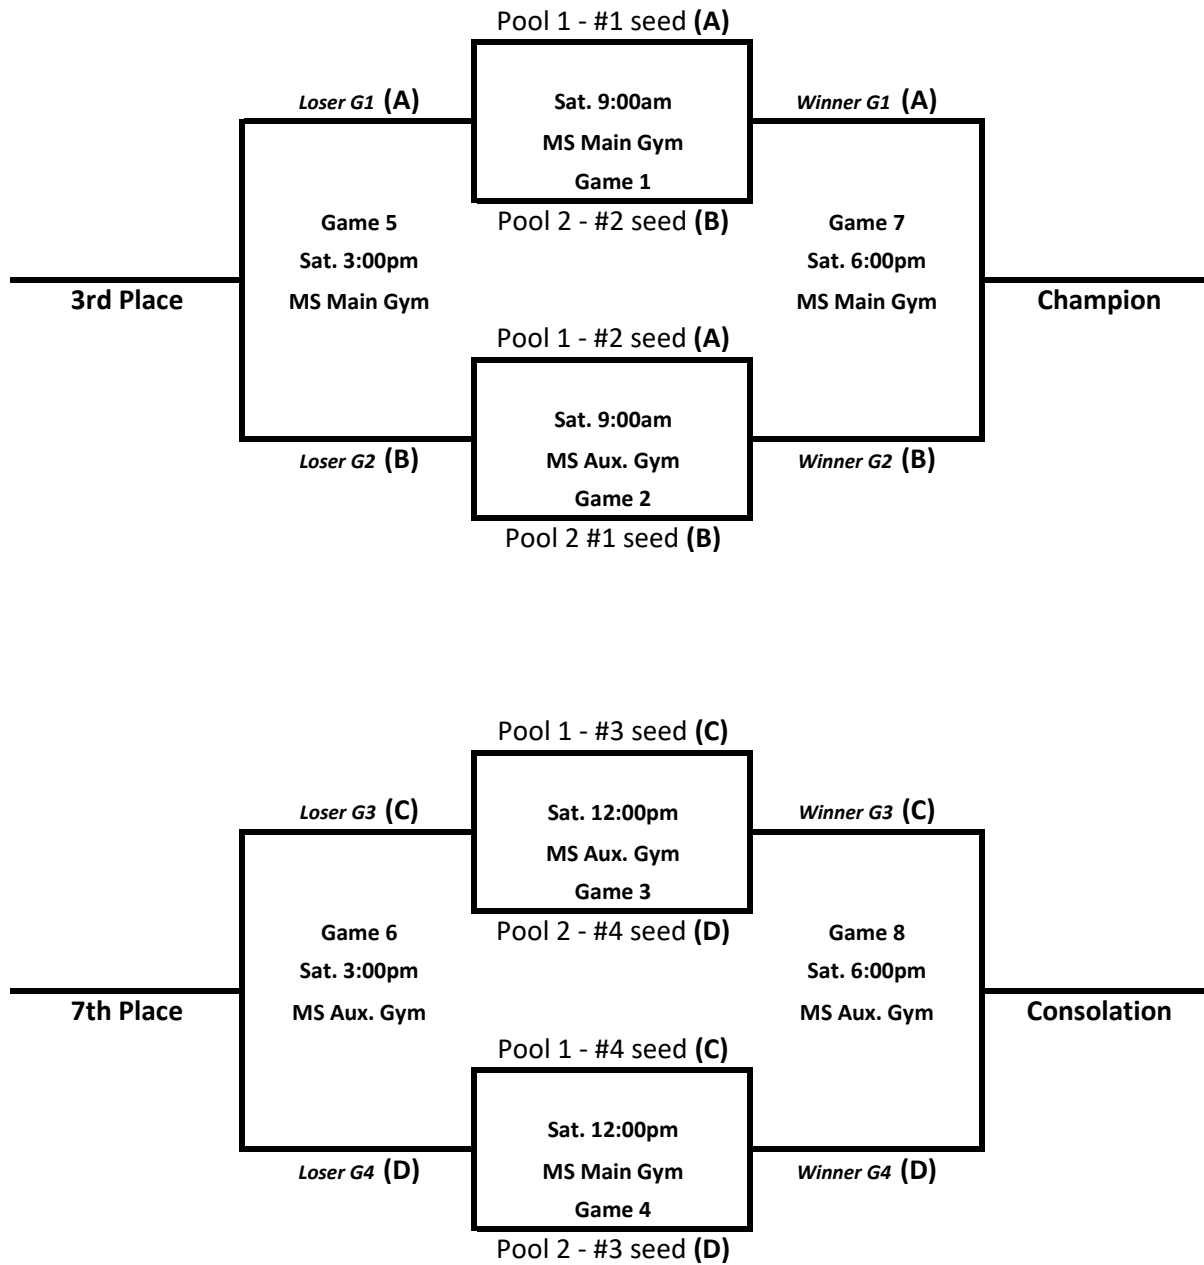 Pool 1 - #1 seed (A)
Loser G1 (A)
Sat. 9:00am
Winner G1 (A)
MS Main Gym
Game 1
Game 5
Pool 2 - #2 seed (B)
Game 7
Sat. 3:00pm
Sat. 6:00pm
3rd Place
MS Main Gym
MS Main Gym
Champion
Pool 1 - #2 seed (A)
Sat. 9:00am
Loser G2 (B)
MS Aux. Gym
Winner G2 (B)
Game 2
Pool 2 #1 seed (B)
Pool 1 - #3 seed (C)
Loser G3 (C)
Sat. 12:00pm
Winner G3 (C)
MS Aux. Gym
Game 3
Game 6
Pool 2 - #4 seed (D)
Game 8
Sat. 3:00pm
Sat. 6:00pm
7th Place
MS Aux. Gym
MS Aux. Gym
Consolation
Pool 1 - #4 seed (C)
Sat. 12:00pm
Loser G4 (D)
MS Main Gym
Winner G4 (D)
Game 4
Pool 2 - #3 seed (D)